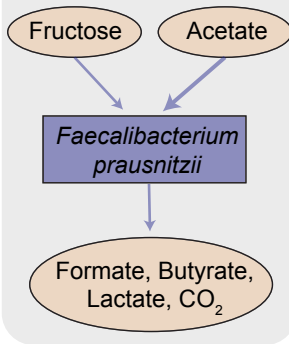 Fructose
Acetate
Faecalibacterium
prausnitzii
Formate, Butyrate,
Lactate, CO₂